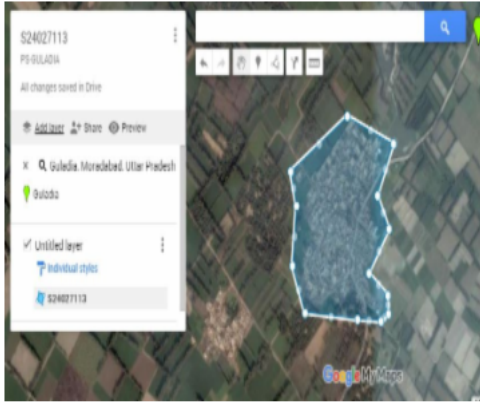 S24027113
PS-GULADIA
All changes saved in Drive
Add layer Share Preview
Guladia, Moradabad, Uttar Pradesh
Guladia
Untitled layer
Individual styles
S24027113
Google My Maps